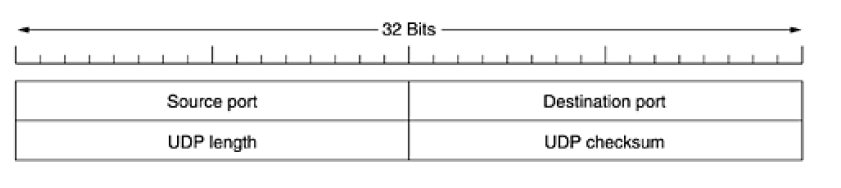 32 Bits
Source port Destination port
UDP length UDP checksum